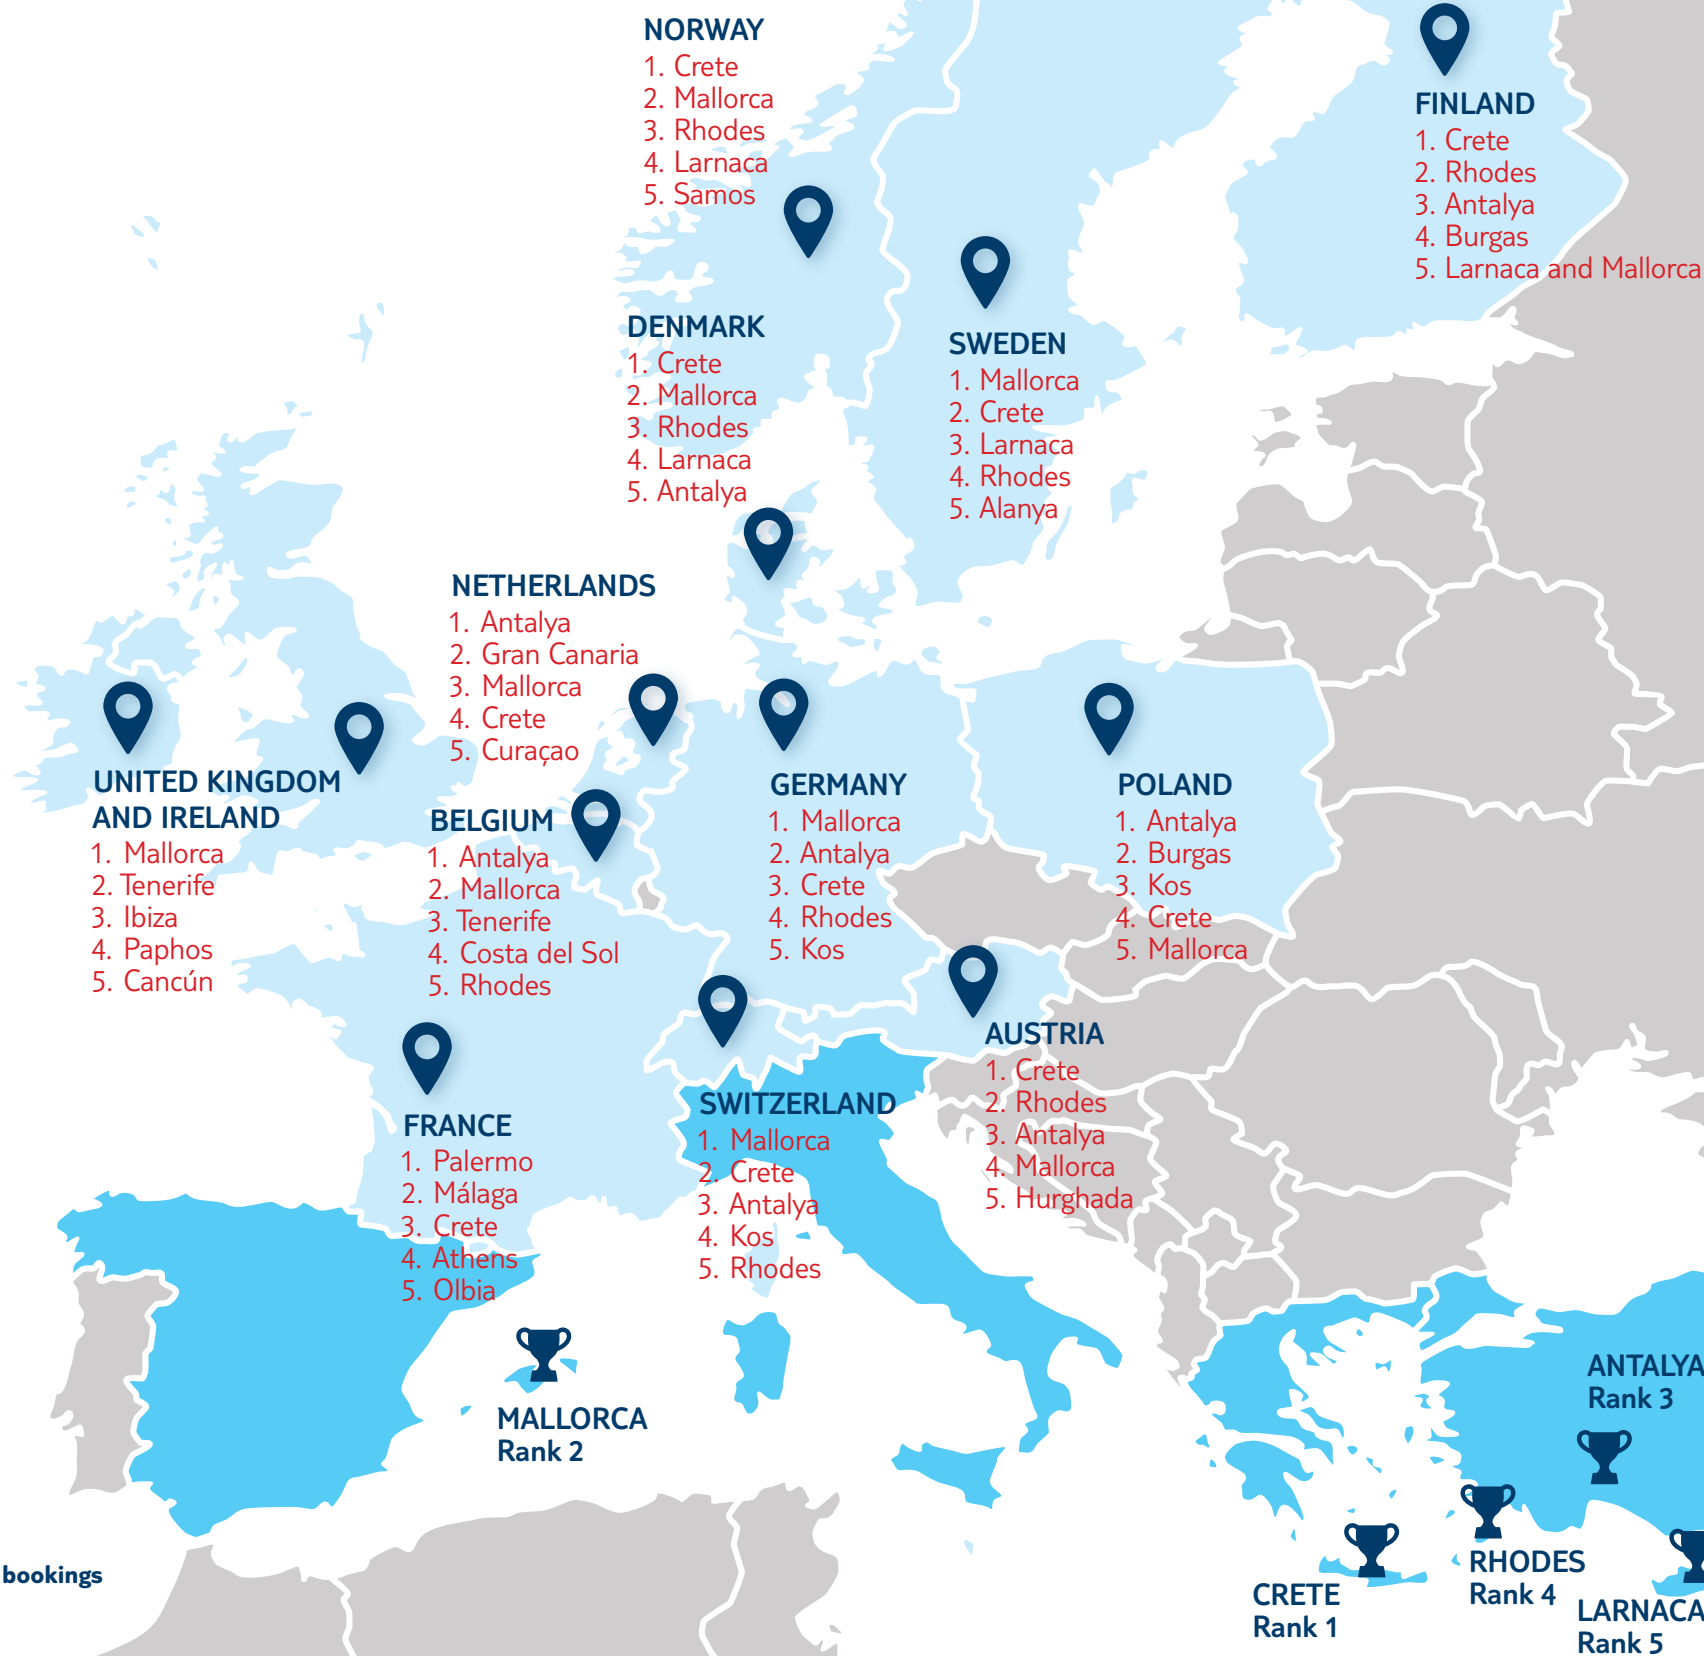 NORWAY
1. Crete
2. Mallorca
3. Rhodes
4. Larnaca
5. Samos
FINLAND
1. Crete
2. Rhodes
3. Antalya
4. Burgas
5. Larnaca and Mallorca
DENMARK
1. Crete
2. Mallorca
3. Rhodes
4. Larnaca
5. Antalya
SWEDEN
1. Mallorca
2. Crete
3. Larnaca
4. Rhodes
5. Alanya
NETHERLANDS
1. Antalya
2. Gran Canaria
3. Mallorca
4. Crete
5. Curaçao
UNITED KINGDOM
AND IRELAND
1. Mallorca
2. Tenerife
3. Ibiza
4. Paphos
5. Cancún
BELGIUM
1. Antalya
2. Mallorca
3. Tenerife
4. Costa del Sol
5. Rhodes
GERMANY
1. Mallorca
2. Antalya
3. Crete
4. Rhodes
5. Kos
POLAND
1. Antalya
2. Burgas
3. Kos
4. Crete
5. Mallorca
FRANCE
1. Palermo
2. Málaga
3. Crete
4. Athens
5. Olbia
SWITZERLAND
1. Mallorca
2. Crete
3. Antalya
4. Kos
5. Rhodes
AUSTRIA
1. Crete
2. Rhodes
3. Antalya
4. Mallorca
5. Hurghada
MALLORCA
Rank 2
ANTALYA
Rank 3
RHODES
Rank 4
CRETE
Rank 1
LARNACA
Rank 5
bookings